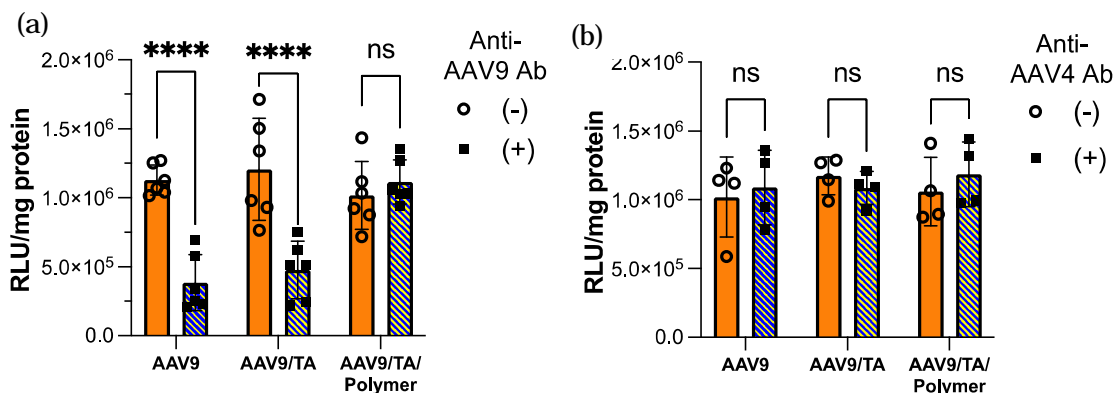 (a)
RLU/mg protein
2.0×10⁶
1.5×10⁶
1.0×10⁶
5.0×10⁵
0.0
****
****
ns
AAV9
AAV9/TA
AAV9/TA/
Polymer
Anti-
AAV9 Ab
(-)
(+)
(b)
RLU/mg protein
2.0×10⁶
1.5×10⁶
1.0×10⁶
5.0×10⁵
0.0
ns
ns
ns
AAV9
AAV9/TA
AAV9/TA/
Polymer
Anti-
AAV4 Ab
(-)
(+)